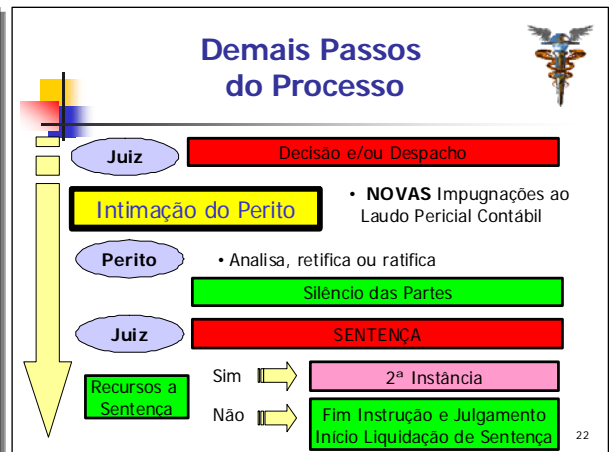 Demais Passos
do Processo
Juiz
Decisão e/ou Despacho
Intimação do Perito
• NOVAS Impugnações ao
Laudo Pericial Contábil
Perito
• Analisa, retifica ou ratifica
Silêncio das Partes
Juiz
SENTENÇA
Recursos a
Sentença
Sim
2ª Instância
Não
Fim Instrução e Julgamento
Início Liquidação de Sentença
22